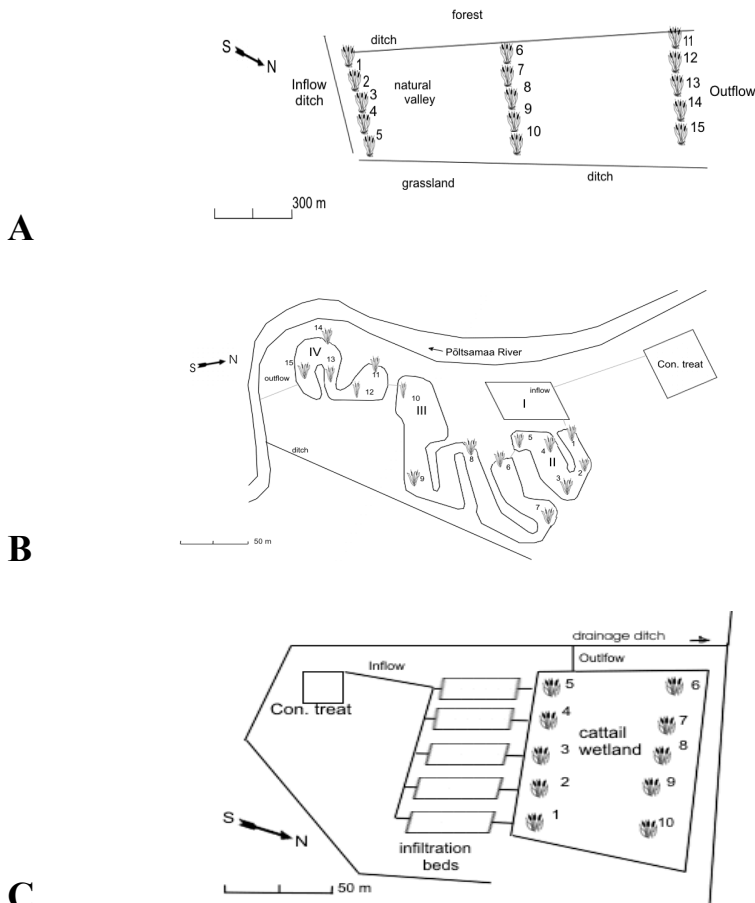 forest
S
N
ditch
Inflow
ditch
natural
valley
1
2
3
4
5
6
7
8
9
10
11
12
13
14
15
Outflow
grassland
ditch
300 m
A
S
N
Pöltsamaa River
Con. treat
14
IV
15
13
11
12
outflow
10
III
inflow
I
5
4
1
II
2
3
6
8
9
7
ditch
50 m
B
drainage ditch
Inflow
Outlfow
Con. treat
5
6
4
7
cattail
wetland
3
8
2
9
1
10
S
N
infiltration
beds
50 m
C